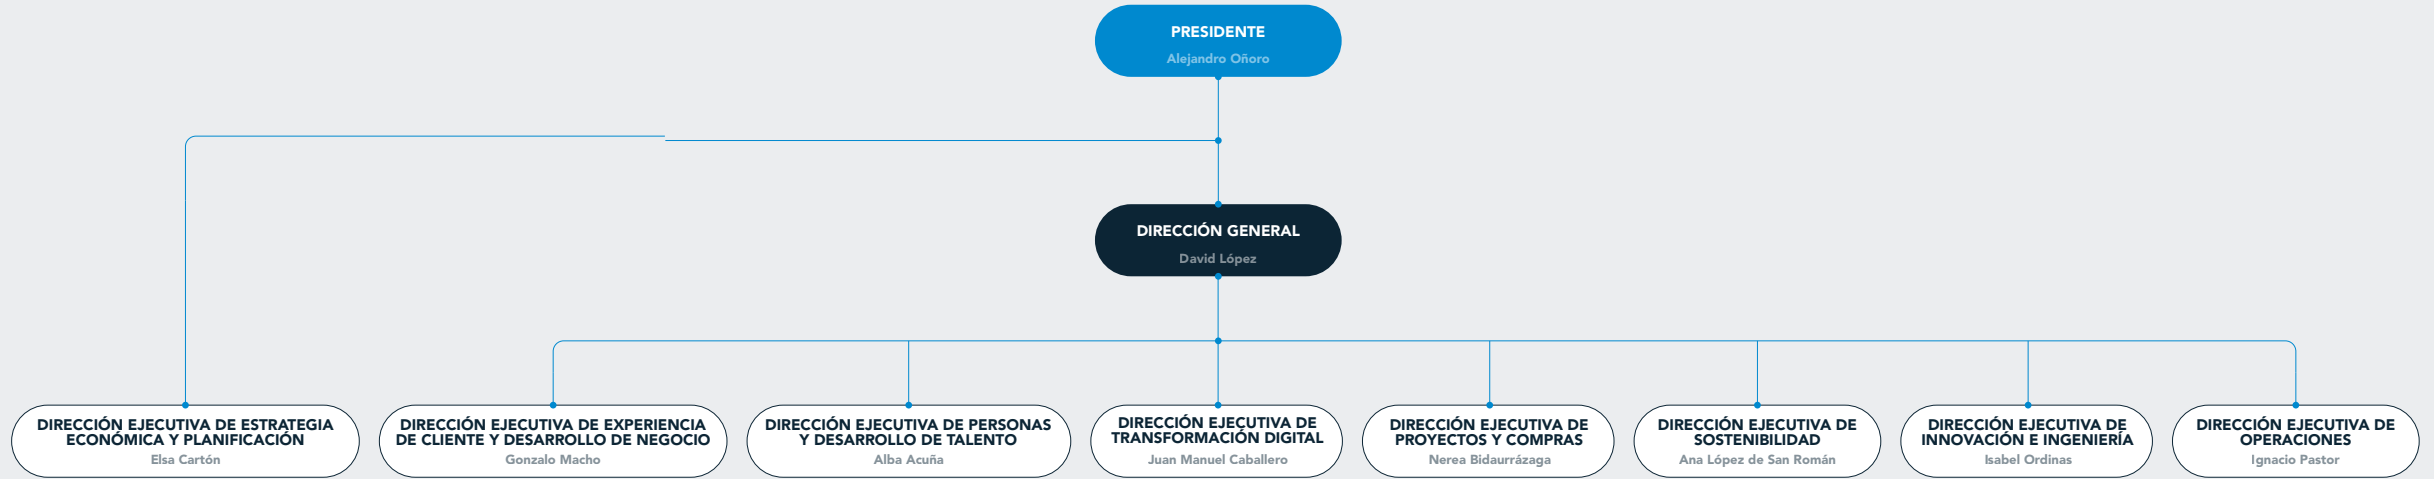 PRESIDENTE
Alejandro Oñoro
DIRECCIÓN GENERAL
David López
DIRECCIÓN EJECUTIVA DE ESTRATEGIA
ECONÓMICA Y PLANIFICACIÓN
Elsa Cartón
DIRECCIÓN EJECUTIVA DE EXPERIENCIA
DE CLIENTE Y DESARROLLO DE NEGOCIO
Gonzalo Macho
DIRECCIÓN EJECUTIVA DE PERSONAS
Y DESARROLLO DE TALENTO
Alba Acuña
DIRECCIÓN EJECUTIVA DE
TRANSFORMACIÓN DIGITAL
Juan Manuel Caballero
DIRECCIÓN EJECUTIVA DE
PROYECTOS Y COMPRAS
Nerea Bidaurrázaga
DIRECCIÓN EJECUTIVA DE
SOSTENIBILIDAD
Ana López de San Román
DIRECCIÓN EJECUTIVA DE
INNOVACIÓN E INGENIERÍA
Isabel Ordinas
DIRECCIÓN EJECUTIVA DE
OPERACIONES
Ignacio Pastor